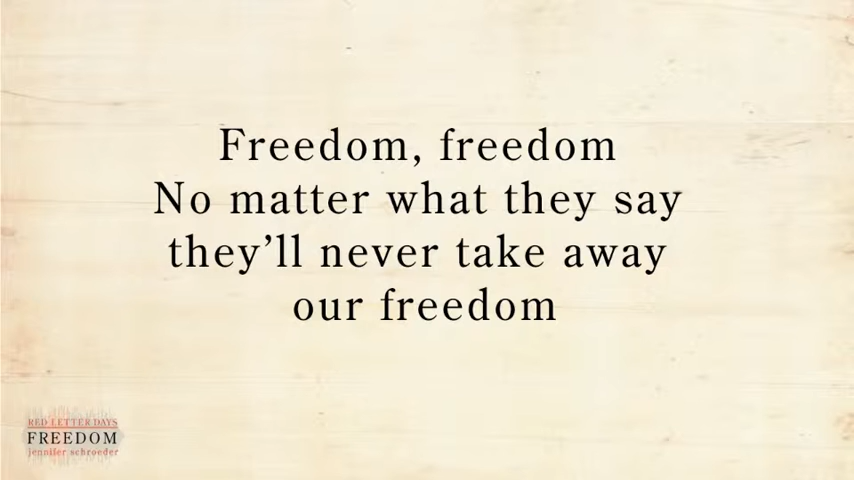 Freedom, freedom
No matter what they say
they’ll never take away
our freedom
RED LETTER DAYS
FREEDOM
jennifer schroeder